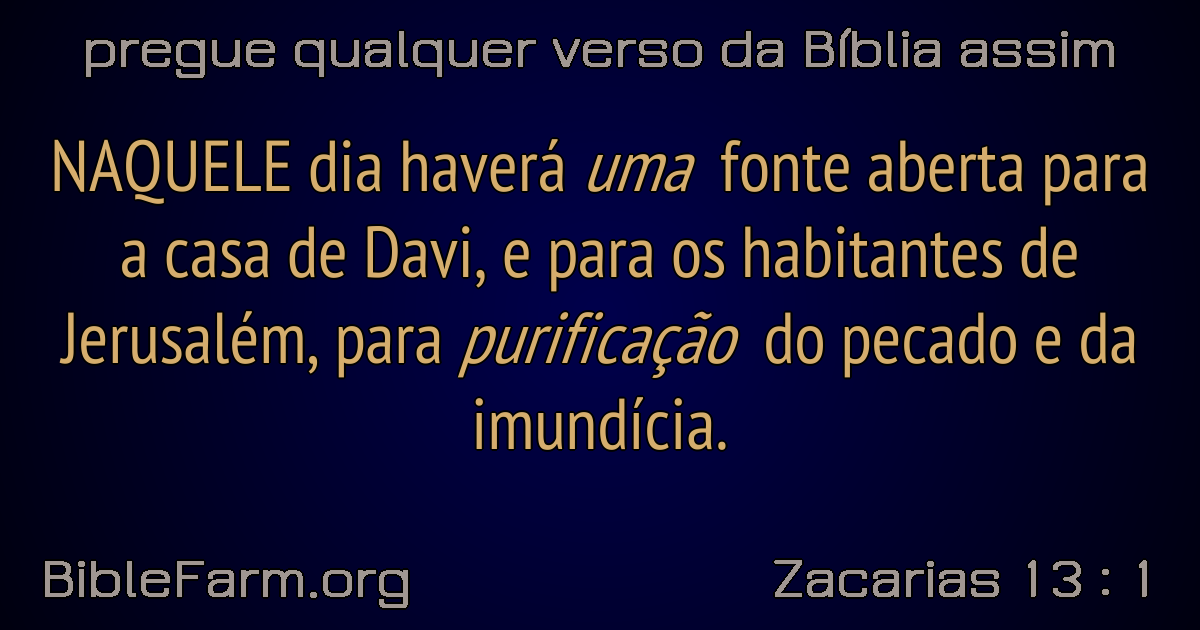 pregue qualquer verso da Bíblia assim
NAQUELE dia haverá uma fonte aberta para
a casa de Davi, e para os habitantes de
Jerusalém, para purificação do pecado e da
imundícia.
BibleFarm.org
Zacarias 13 : 1